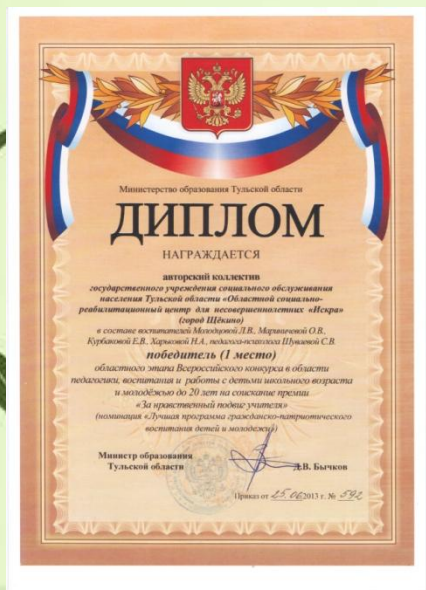 Министерство образования Тульской области
ДИПЛОМ
НАГРАЖДАЕТСЯ
авторский коллектив
государственного учреждения социального обслуживания
населения Тульской области «Областной социально-
реабилитационный центр для несовершеннолетних «Искра»
(город Щёкино)
в составе воспитателей Молодцовой Л.В., Мариничевой О.В.,
Курбаковой Е.В., Харьковой Н.А., педагога-психолога Шуваевой С.В.
победитель (1 место)
областного этапа Всероссийского конкурса в области
педагогики, воспитания и работы с детьми школьного возраста
и молодёжью до 20 лет на соискание премии
«За нравственный подвиг учителя»
(номинация «Лучшая программа гражданско-патриотического
воспитания детей и молодежи»)
Министр образования
Тульской области
Д.В. Бычков
Приказ от 25.06.2013 г. № 592